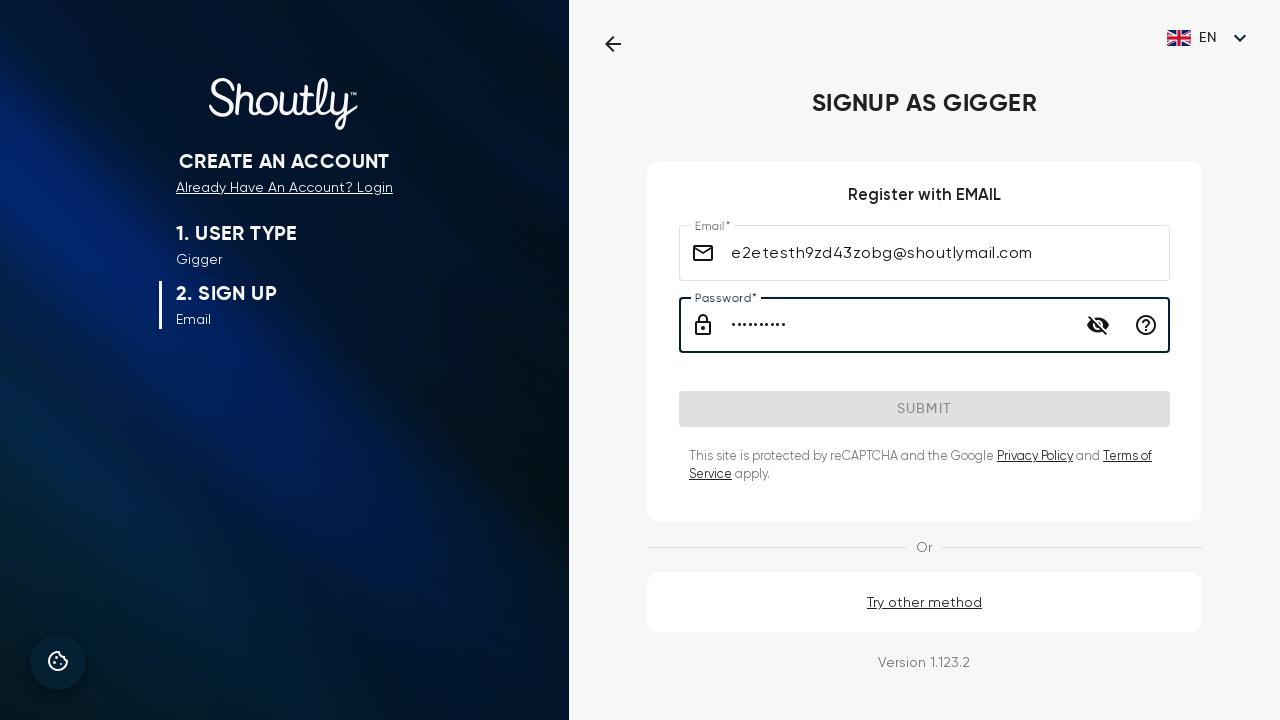 Shoutly™
CREATE AN ACCOUNT
Already Have An Account? Login
1. USER TYPE
Gigger
2. SIGN UP
Email
EN
SIGNUP AS GIGGER
Register with EMAIL
Email*
e2etesth9zd43zobg@shoutlymail.com
Password*
••••••••••
SUBMIT
This site is protected by reCAPTCHA and the Google Privacy Policy and Terms of
Service apply.
Or
Try other method
Version 1.123.2